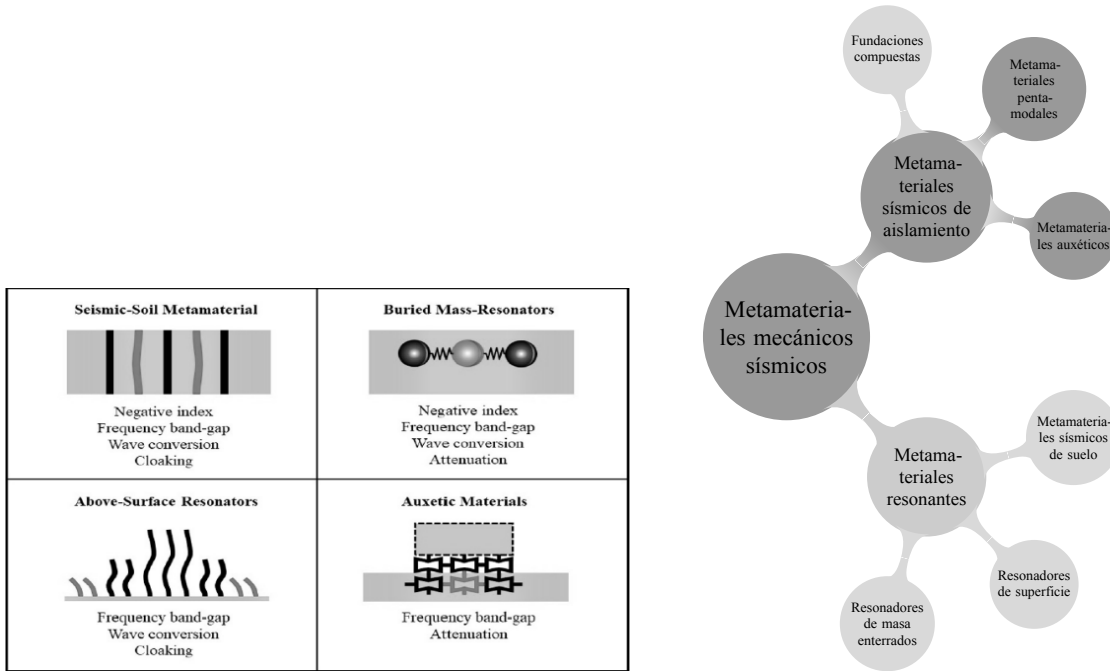 Seismic-Soil Metamaterial
Negative index
Frequency band-gap
Wave conversion
Cloaking
Buried Mass-Resonators
Negative index
Frequency band-gap
Wave conversion
Attenuation
Above-Surface Resonators
Frequency band-gap
Wave conversion
Cloaking
Auxetic Materials
Frequency band-gap
Attenuation
Fundaciones
compuestas
Metama-
teriales
penta-
modales
Metama-
teriales
sísmicos de
aislamiento
Metamateria-
les auxéticos
Metamateria-
les mecánicos
sísmicos
Metama-
teriales
resonantes
Metamateria-
les sísmicos
de suelo
Resonadores
de superficie
Resonadores
de masa
enterrados